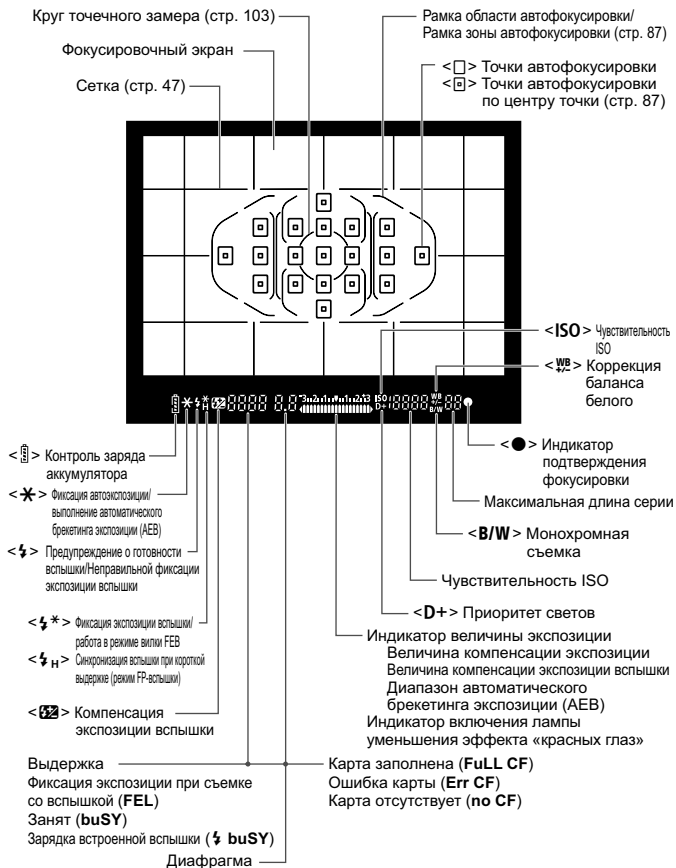 Круг точечного замера (стр. 103)
Фокусировочный экран
Сетка (стр. 47)
Рамка области автофокусировки/
Рамка зоны автофокусировки (стр. 87)
<□> Точки автофокусировки
<▣> Точки автофокусировки
по центру точки (стр. 87)
<ISO> Чувствительность
ISO
<WB +/-> Коррекция
баланса
белого
<●> Индикатор
подтверждения
фокусировки
Максимальная длина серии
<B/W> Монохромная
съемка
Чувствительность ISO
<D+> Приоритет светов
Индикатор величины экспозиции
Величина компенсации экспозиции
Величина компенсации экспозиции вспышки
Диапазон автоматического
брекетинга экспозиции (AEB)
Индикатор включения лампы
уменьшения эффекта «красных глаз»
< > Контроль заряда
аккумулятора
<✱> Фиксация автоэкспозиции/
выполнение автоматического
брекетинга экспозиции (AEB)
<⚡> Предупреждение о готовности
вспышки/Неправильной фиксации
экспозиции вспышки
<⚡*> Фиксация экспозиции вспышки/
работа в режиме вилки FEB
<⚡H> Синхронизация вспышки при короткой
выдержке (режим FP-вспышки)
< > Компенсация
экспозиции вспышки
Выдержка
Фиксация экспозиции при съемке
со вспышкой (FEL)
Занят (buSY)
Зарядка встроенной вспышки (⚡ buSY)
Диафрагма
Карта заполнена (FuLL CF)
Ошибка карты (Err CF)
Карта отсутствует (no CF)